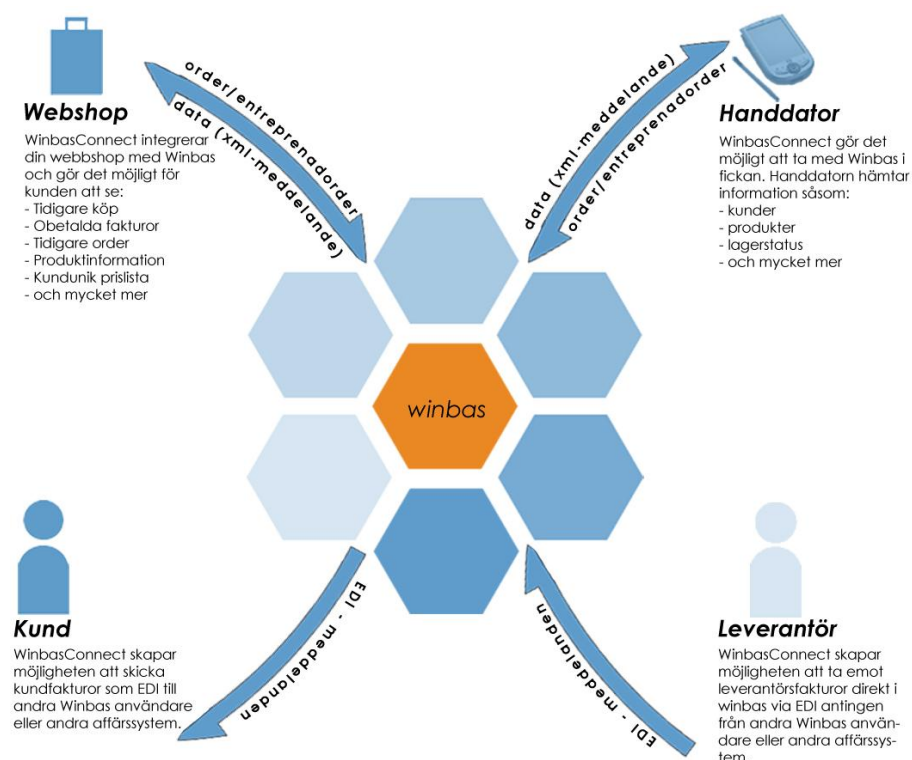 Webshop
WinbasConnect integrerar
din webbshop med Winbas
och gör det möjligt för
kunden att se:
- Tidigare köp
- Obetalda fakturor
- Tidigare order
- Produktinformation
- Kundunik prislista
- och mycket mer
order/entreprenadorder
data (xml-meddelande)
data (xml-meddelande)
order/entreprenadorder
Handdator
WinbasConnect gör det
möjligt att ta med Winbas i
fickan. Handdatorn hämtar
information såsom:
- kunder
- produkter
- lagerstatus
- och mycket mer
winbas
Kund
WinbasConnect skapar
möjligheten att skicka
kundfakturor som EDI till
andra Winbas användare
eller andra affärssystem.
EDI - meddelanden
EDI - meddelanden
Leverantör
WinbasConnect skapar
möjligheten att ta emot
leverantörsfakturor direkt i
winbas via EDI antingen
från andra Winbas använ-
dare eller andra affärssys-
tem